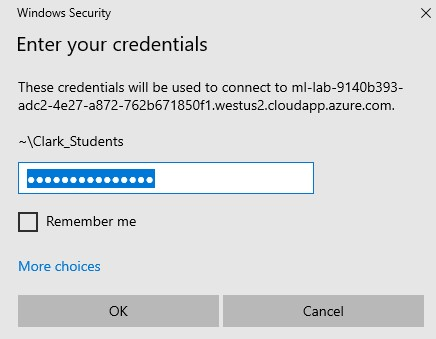 Windows Security
Enter your credentials
These credentials will be used to connect to ml-lab-9140b393-
adc2-4e27-a872-762b671850f1.westus2.cloudapp.azure.com.
~\Clark_Students
●●●●●●●●●●●●●●●
Remember me
More choices
OK Cancel